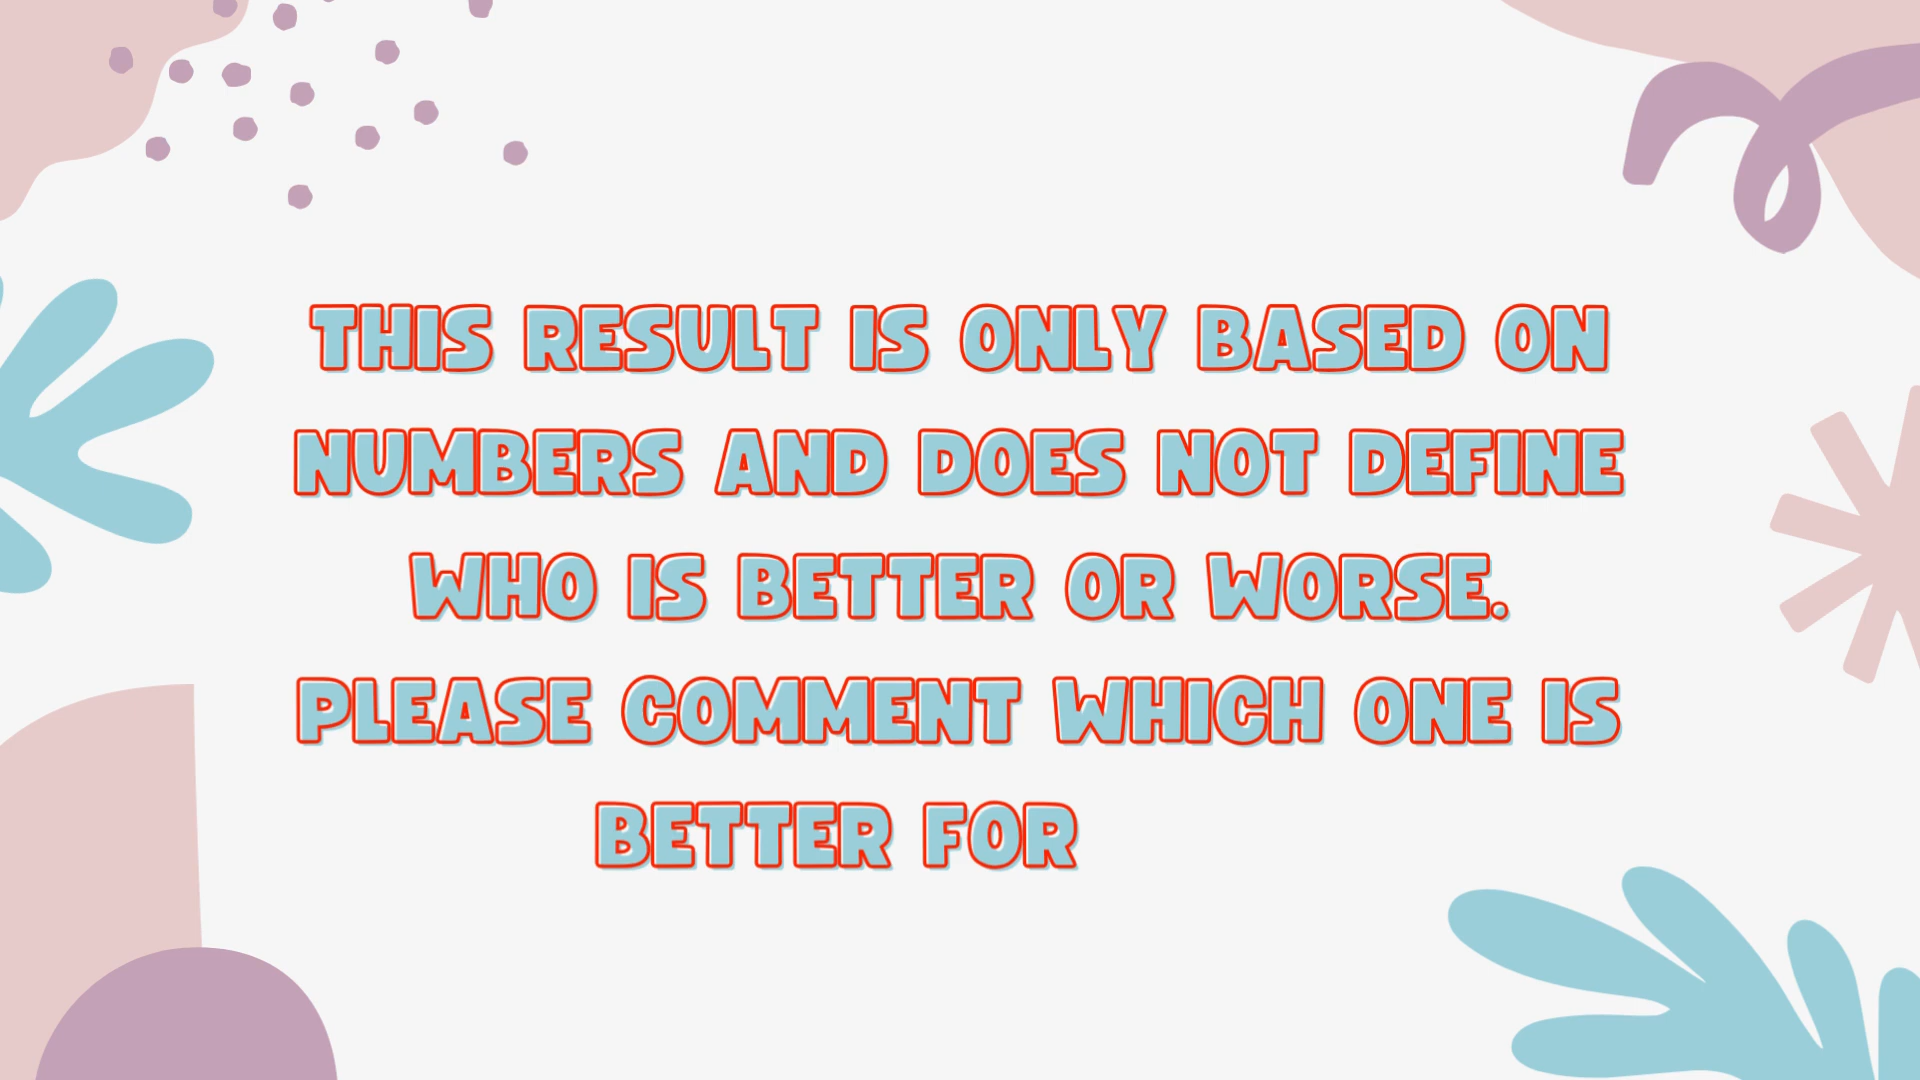 THIS RESULT IS ONLY BASED ON
NUMBERS AND DOES NOT DEFINE
WHO IS BETTER OR WORSE.
PLEASE COMMENT WHICH ONE IS
BETTER FOR